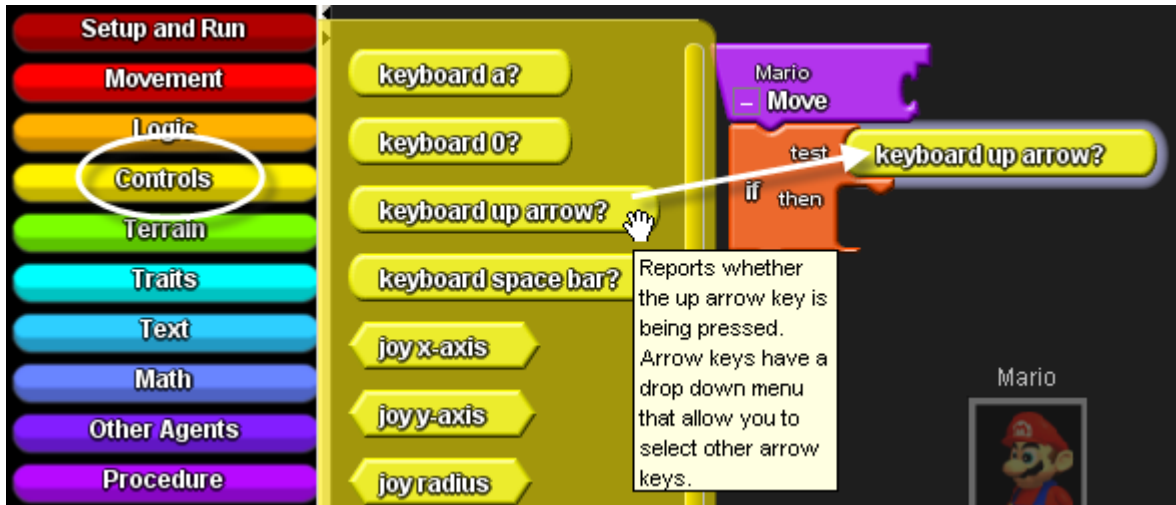 Setup and Run
Movement
Logic
Controls
Terrain
Traits
Text
Math
Other Agents
Procedure
keyboard a?
keyboard 0?
keyboard up arrow?
keyboard space bar?
joy x-axis
joy y-axis
joy radius
Mario
– Move
test
keyboard up arrow?
if
then
Reports whether
the up arrow key is
being pressed.
Arrow keys have a
drop down menu
that allow you to
select other arrow
keys.
Mario